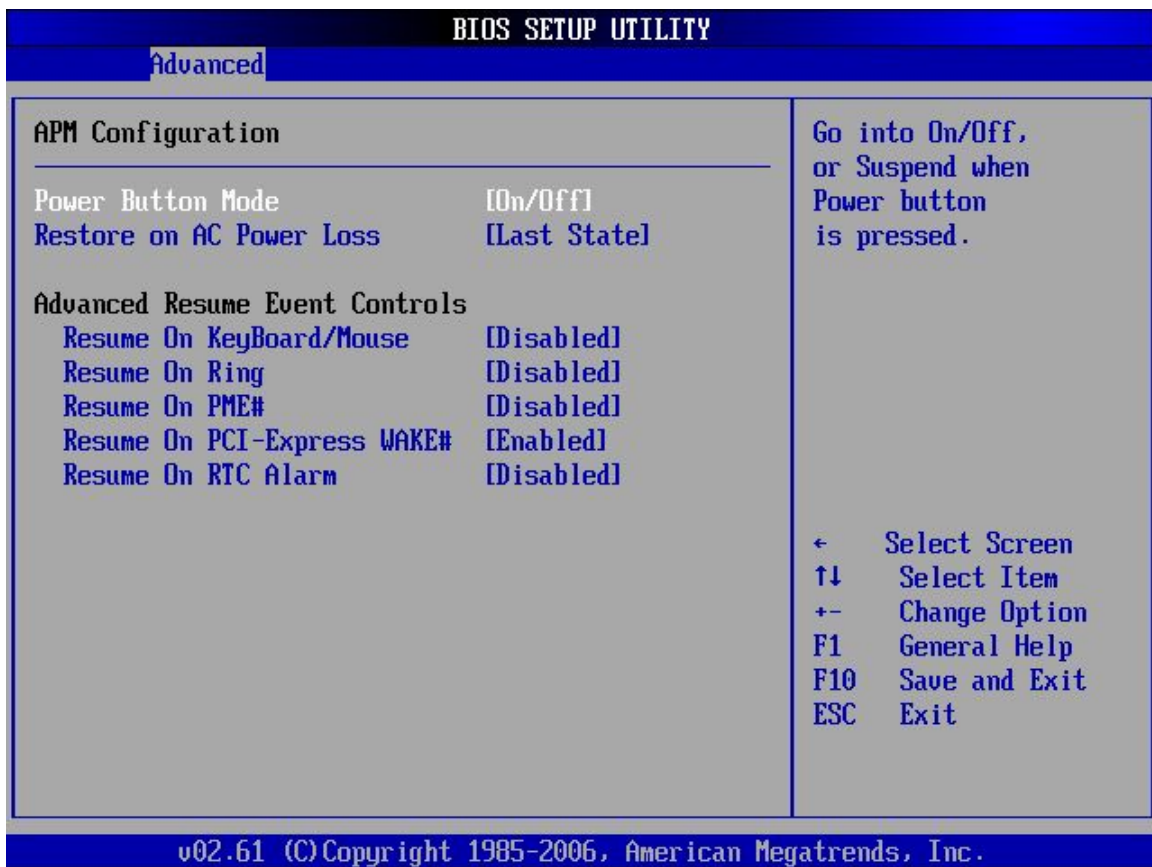 BIOS SETUP UTILITY
Advanced
APM Configuration
Power Button Mode [On/Off]
Restore on AC Power Loss [Last State]
Advanced Resume Event Controls
Resume On KeyBoard/Mouse [Disabled]
Resume On Ring [Disabled]
Resume On PME# [Disabled]
Resume On PCI-Express WAKE# [Enabled]
Resume On RTC Alarm [Disabled]
Go into On/Off,
or Suspend when
Power button
is pressed.
← Select Screen
↑↓ Select Item
+- Change Option
F1 General Help
F10 Save and Exit
ESC Exit
v02.61 (C)Copyright 1985-2006, American Megatrends, Inc.